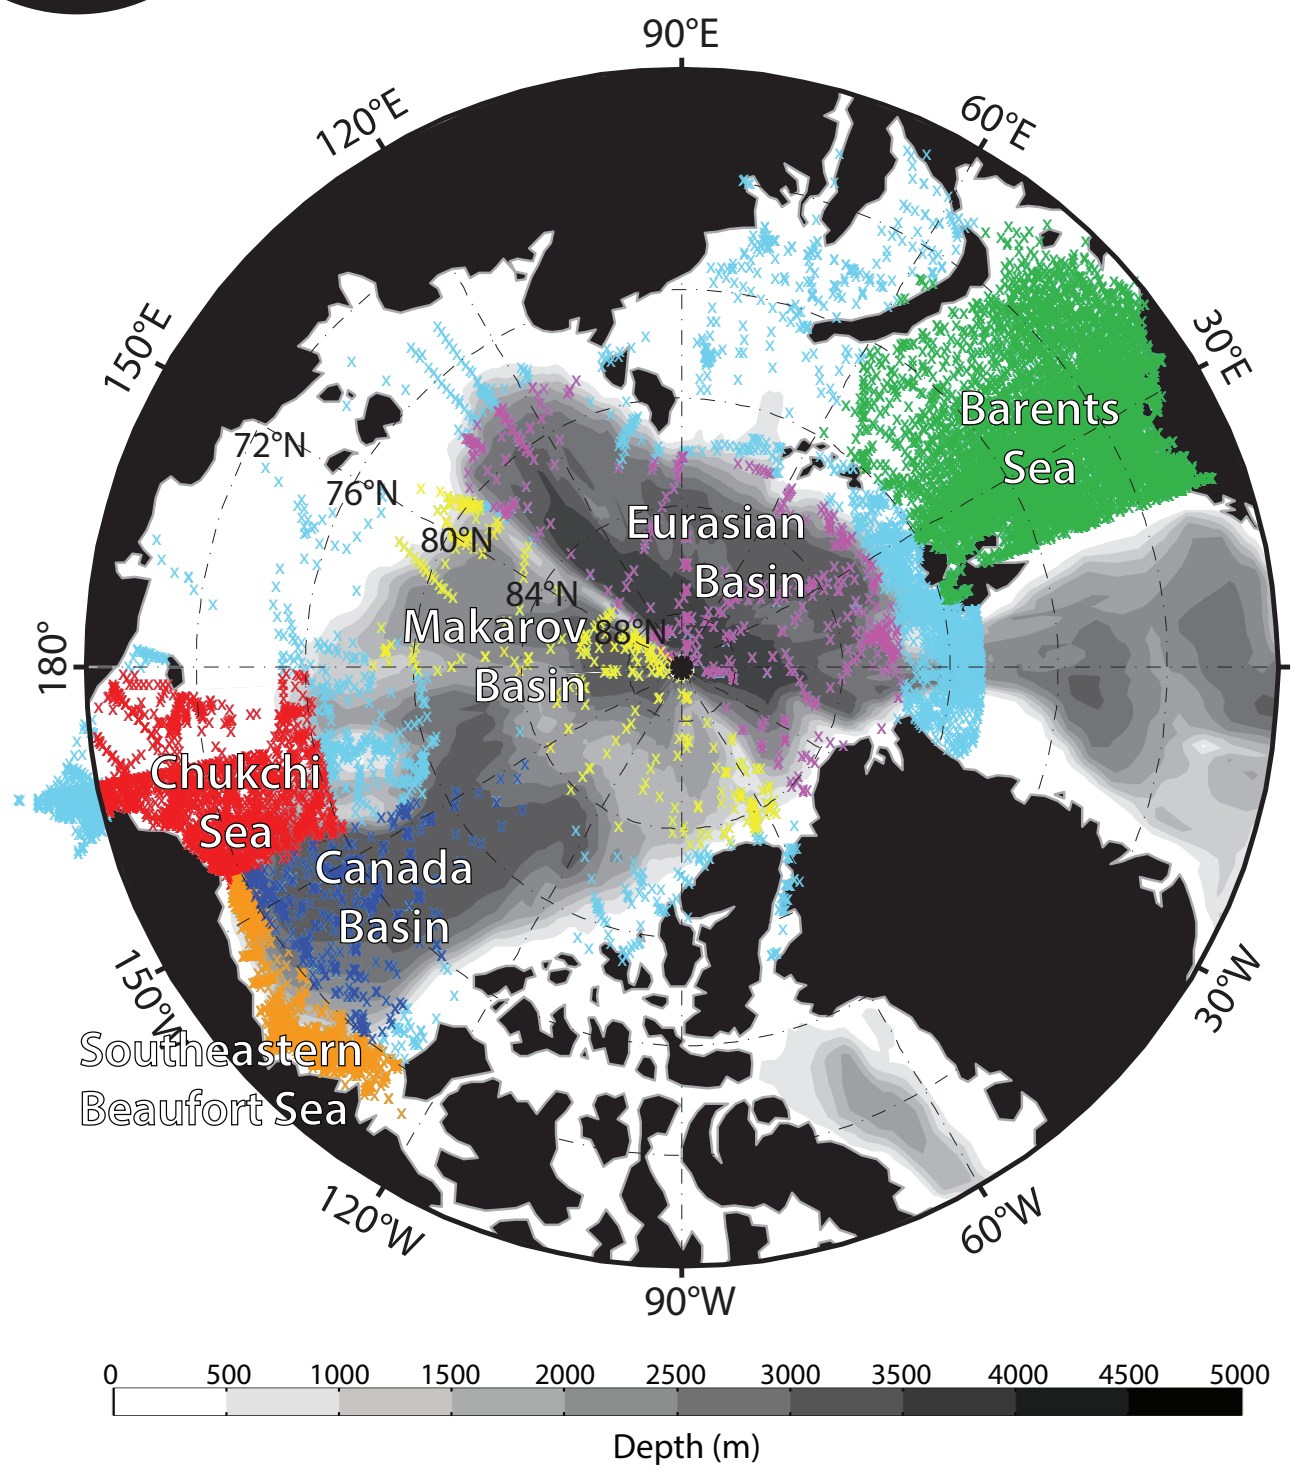 90°E
120°E
60°E
150°E
30°E
72°N
Barents
Sea
76°N
Eurasian
Basin
80°N
84°N
Makarov
Basin
88°N
180°
Chukchi
Sea
Canada
Basin
150°W
30°W
Southeastern
Beaufort Sea
120°W
60°W
90°W
0 500 1000 1500 2000 2500 3000 3500 4000 4500 5000
Depth (m)